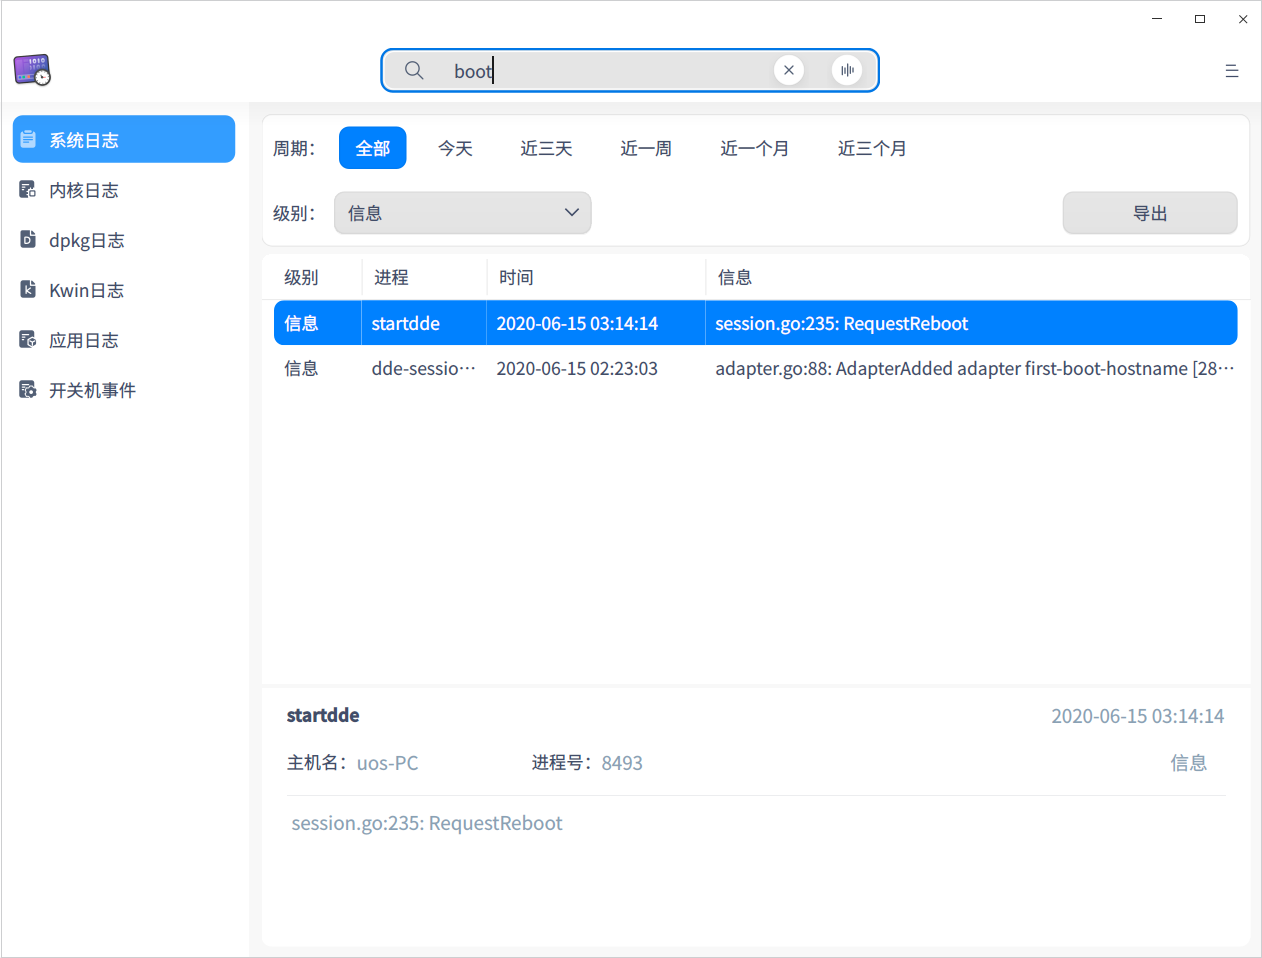 boot
系统日志
内核日志
dpkg日志
Kwin日志
应用日志
开关机事件
周期： 全部 今天 近三天 近一周 近一个月 近三个月
级别： 信息 导出
级别 进程 时间 信息
信息 startdde 2020-06-15 03:14:14 session.go:235: RequestReboot
信息 dde-sessio··· 2020-06-15 02:23:03 adapter.go:88: AdapterAdded adapter first-boot-hostname [28···
startdde 2020-06-15 03:14:14
主机名： uos-PC 进程号： 8493 信息
session.go:235: RequestReboot